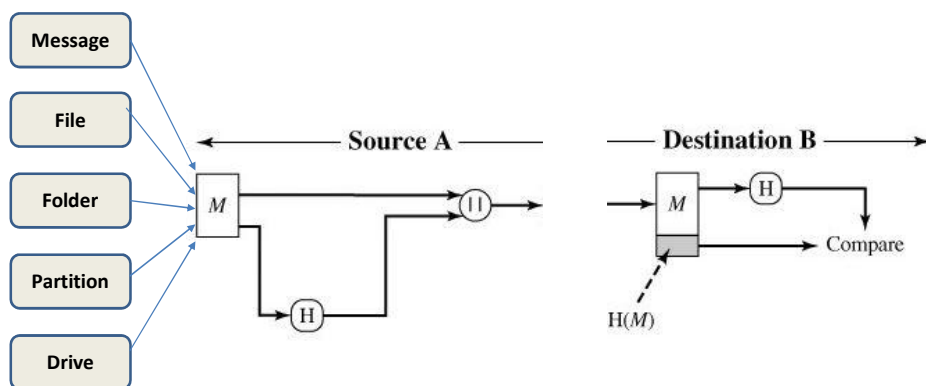 Message
File
Folder
Partition
Drive
Source A
M
H
||
Destination B
M
H
Compare
H(M)